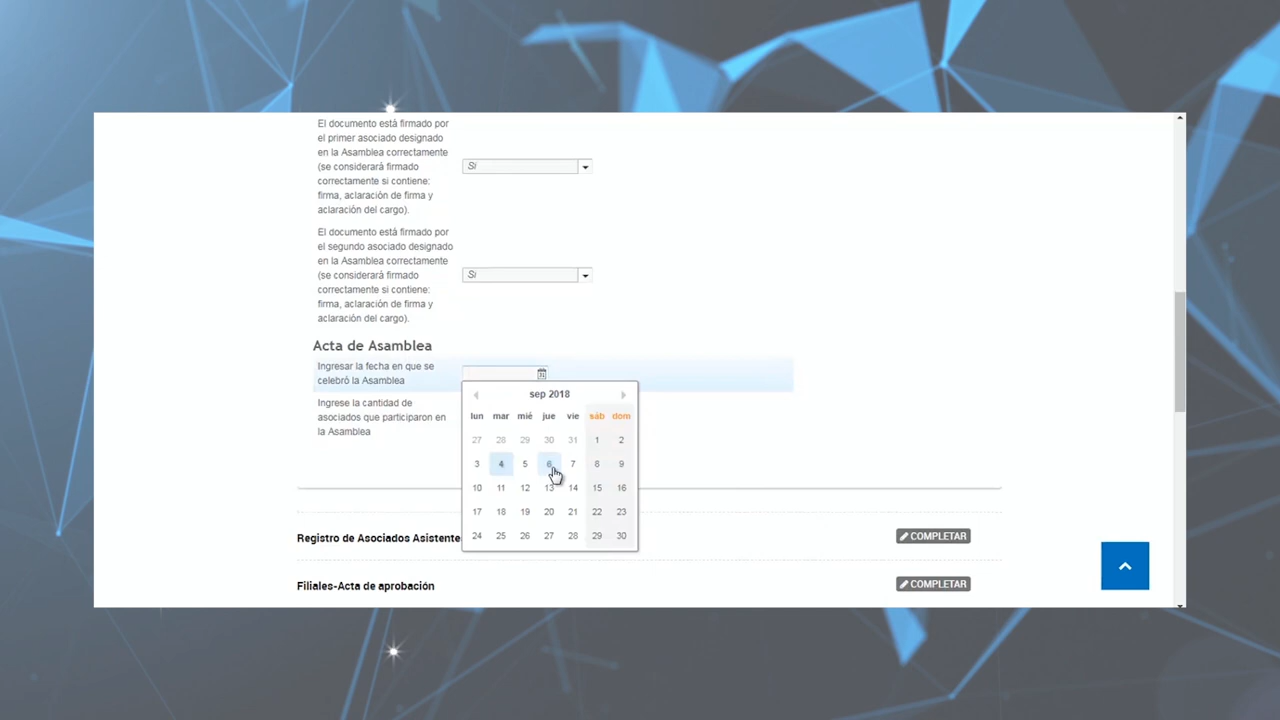 El documento está firmado por
el primer asociado designado
en la Asamblea correctamente
(se considerará firmado
correctamente si contiene:
firma, aclaración de firma y
aclaración del cargo).
Sí
El documento está firmado por
el segundo asociado designado
en la Asamblea correctamente
(se considerará firmado
correctamente si contiene:
firma, aclaración de firma y
aclaración del cargo).
Sí
Acta de Asamblea
Ingresar la fecha en que se
celebró la Asamblea
31
Ingrese la cantidad de
asociados que participaron en
la Asamblea
sep 2018
lun mar mié jue vie sáb dom
27 28 29 30 31 1 2
3 4 5 6 7 8 9
10 11 12 13 14 15 16
17 18 19 20 21 22 23
24 25 26 27 28 29 30
Registro de Asociados Asistente
COMPLETAR
Filiales-Acta de aprobación
COMPLETAR